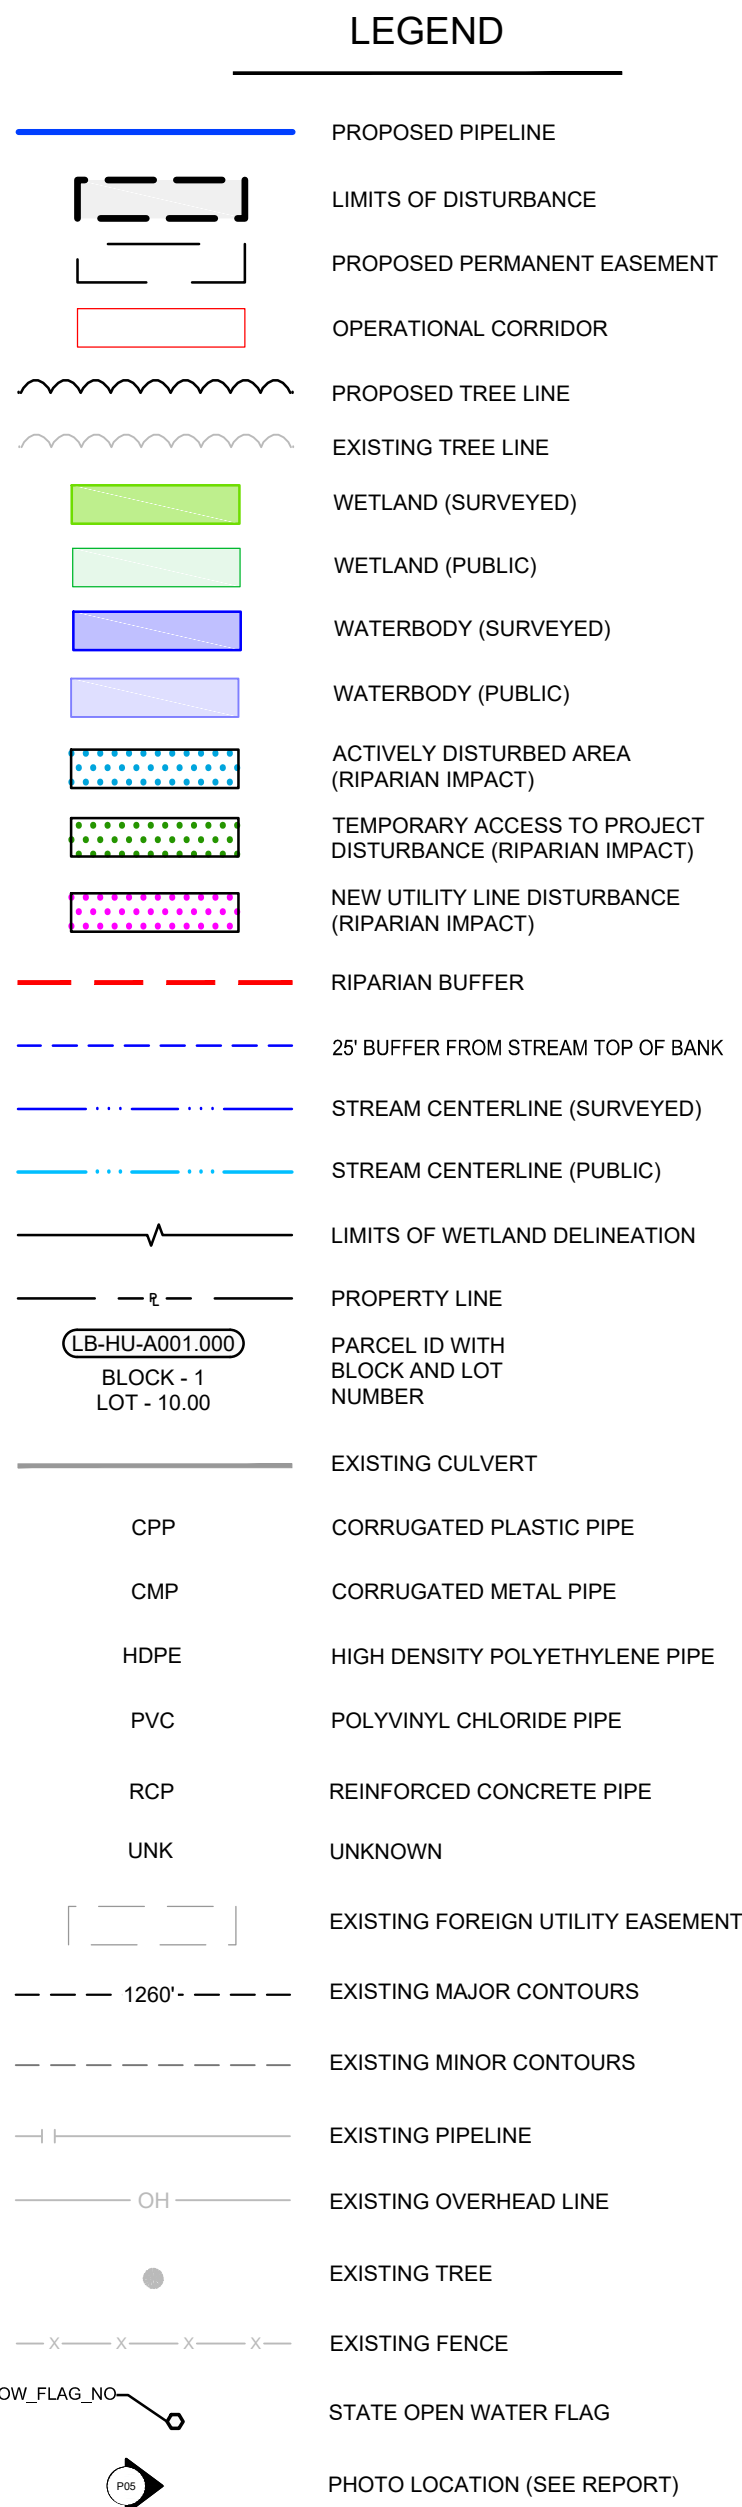 LEGEND
PROPOSED PIPELINE
LIMITS OF DISTURBANCE
PROPOSED PERMANENT EASEMENT
OPERATIONAL CORRIDOR
PROPOSED TREE LINE
EXISTING TREE LINE
WETLAND (SURVEYED)
WETLAND (PUBLIC)
WATERBODY (SURVEYED)
WATERBODY (PUBLIC)
ACTIVELY DISTURBED AREA
(RIPARIAN IMPACT)
TEMPORARY ACCESS TO PROJECT
DISTURBANCE (RIPARIAN IMPACT)
NEW UTILITY LINE DISTURBANCE
(RIPARIAN IMPACT)
RIPARIAN BUFFER
25' BUFFER FROM STREAM TOP OF BANK
STREAM CENTERLINE (SURVEYED)
STREAM CENTERLINE (PUBLIC)
LIMITS OF WETLAND DELINEATION
PL PROPERTY LINE
LB-HU-A001.000
BLOCK - 1
LOT - 10.00
PARCEL ID WITH
BLOCK AND LOT
NUMBER
EXISTING CULVERT
CPP CORRUGATED PLASTIC PIPE
CMP CORRUGATED METAL PIPE
HDPE HIGH DENSITY POLYETHYLENE PIPE
PVC POLYVINYL CHLORIDE PIPE
RCP REINFORCED CONCRETE PIPE
UNK UNKNOWN
EXISTING FOREIGN UTILITY EASEMENT
1260' EXISTING MAJOR CONTOURS
EXISTING MINOR CONTOURS
EXISTING PIPELINE
OH EXISTING OVERHEAD LINE
EXISTING TREE
X X X X EXISTING FENCE
OW_FLAG_NO STATE OPEN WATER FLAG
P05 PHOTO LOCATION (SEE REPORT)